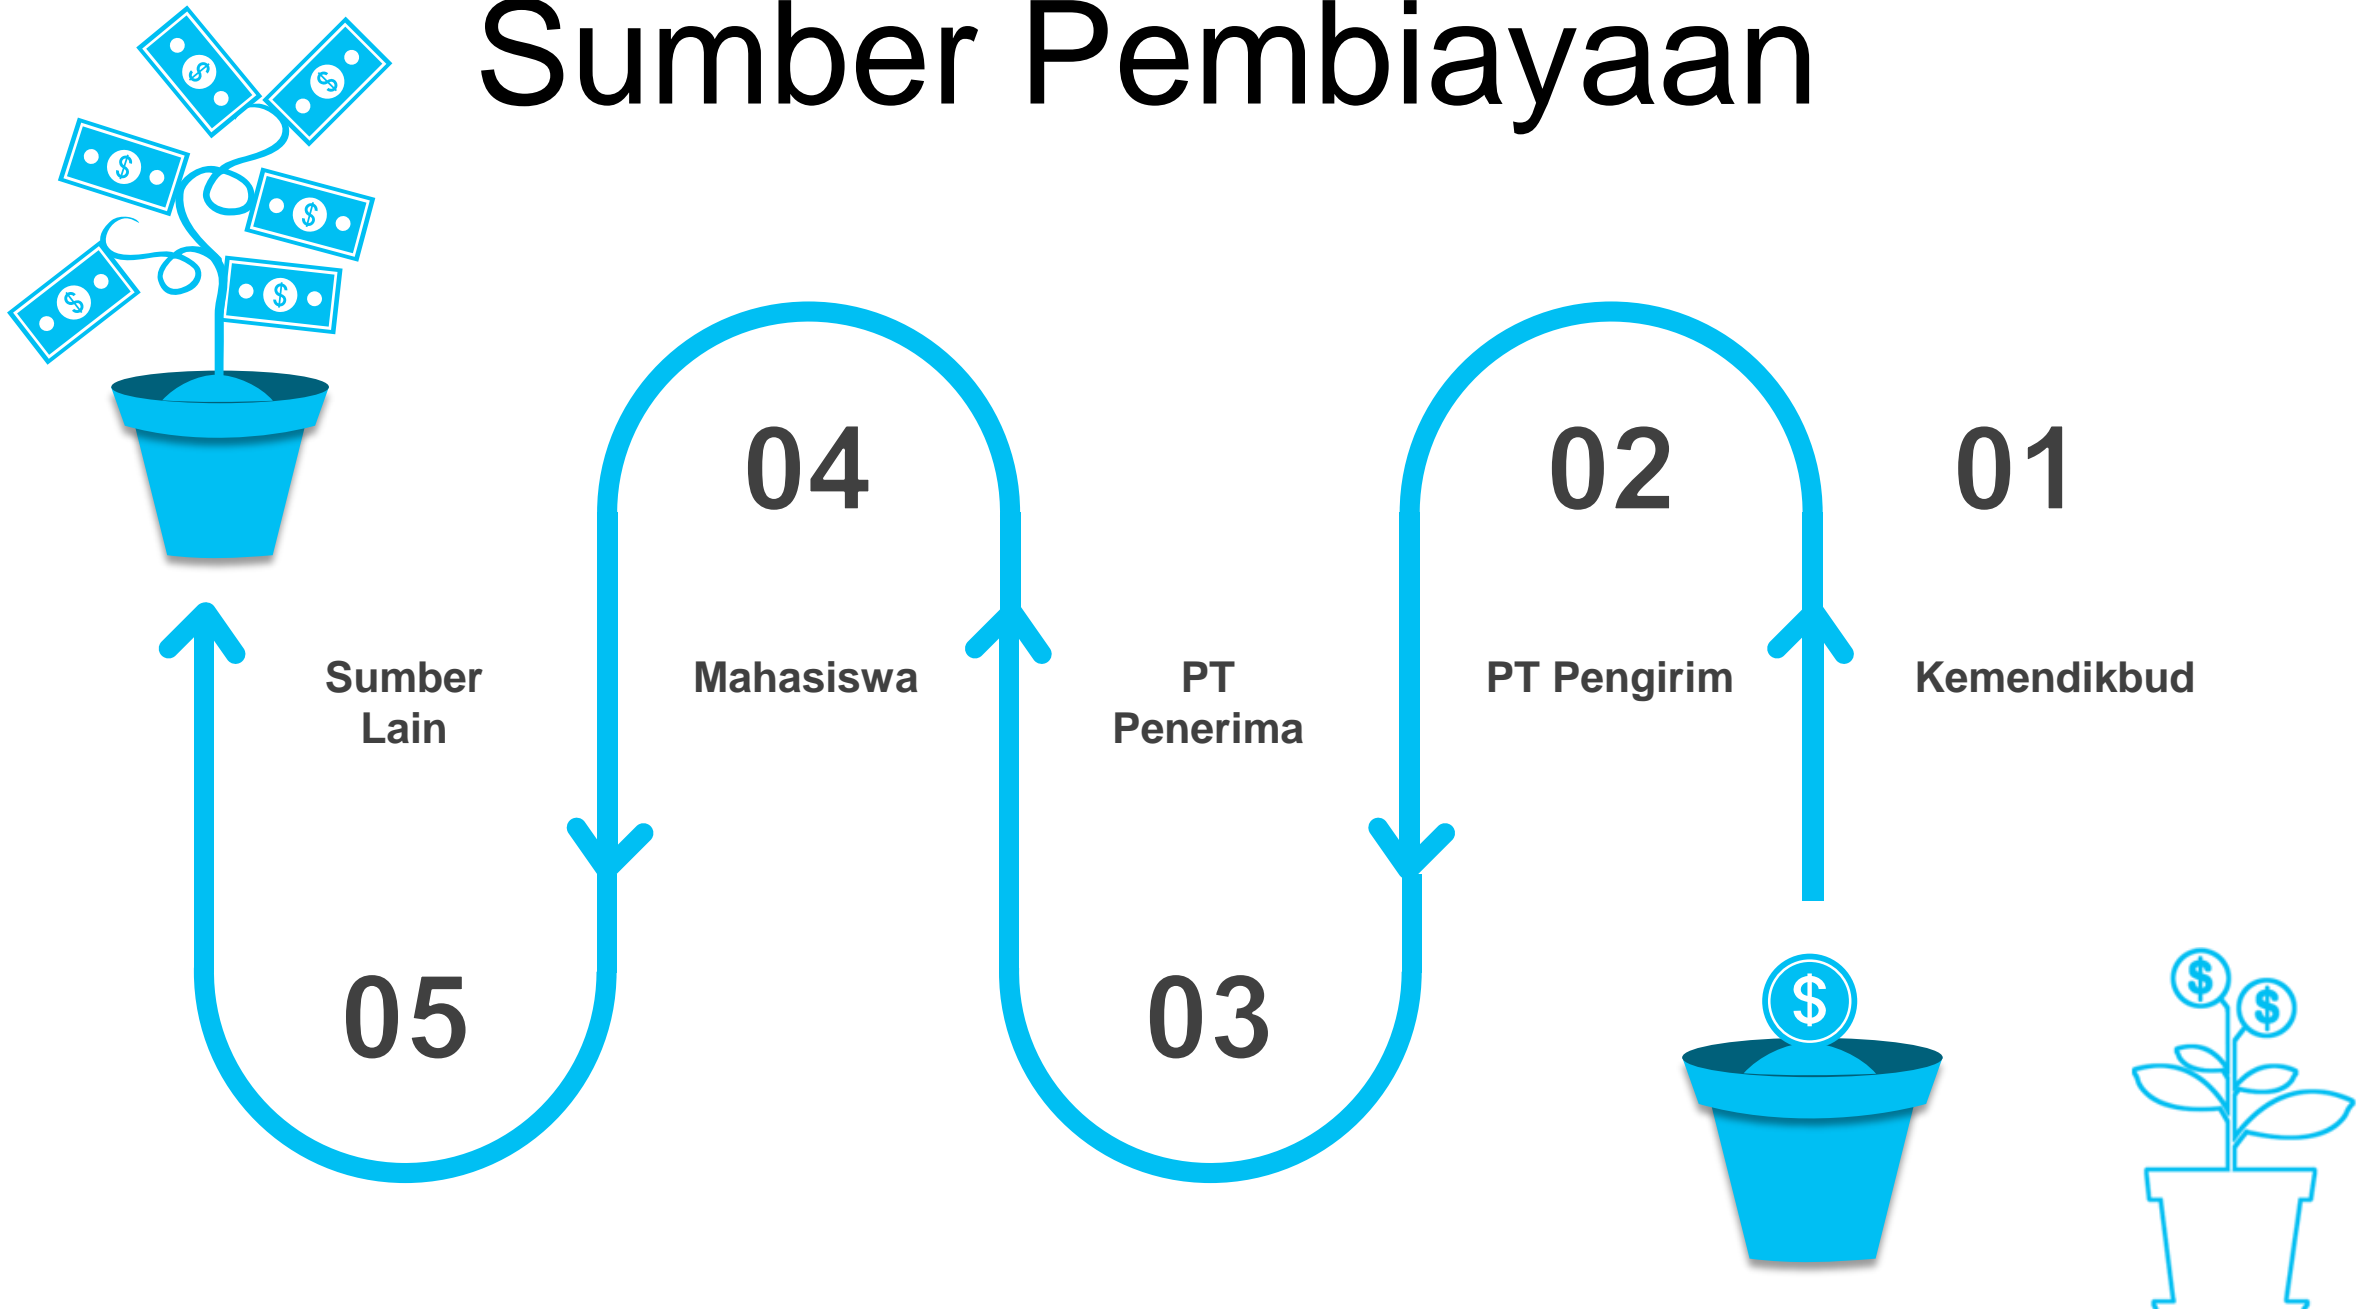 Sumber Pembiayaan
01
Kemendikbud
02
PT Pengirim
03
PT
Penerima
04
Mahasiswa
05
Sumber
Lain
$
$
$
$
$
$
$
$
$